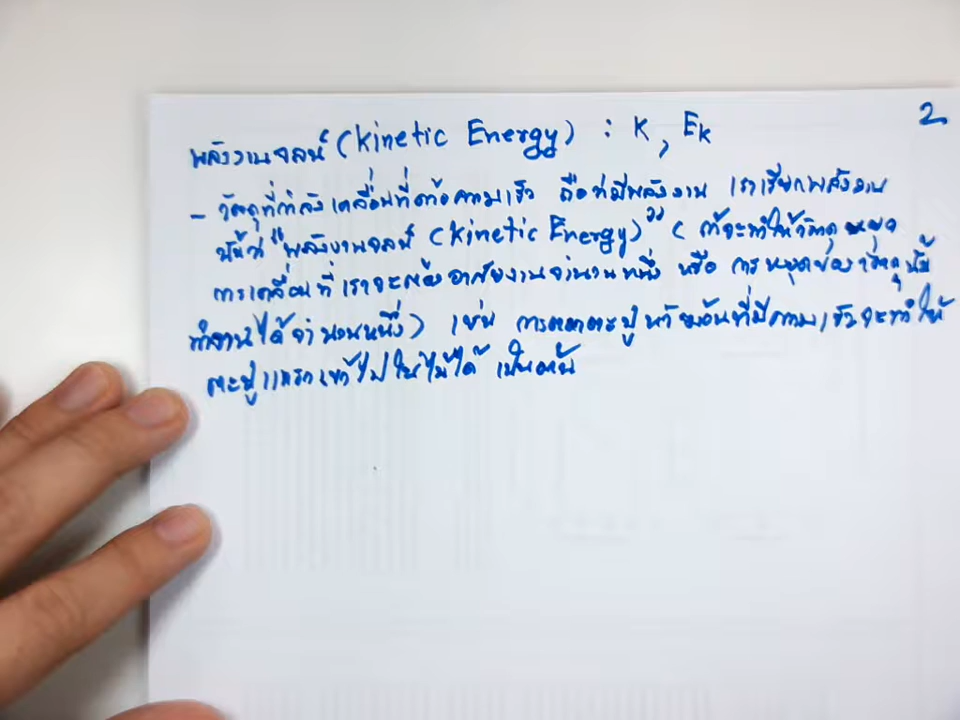 2
พลังงานจลน์ (Kinetic Energy) : K , Ek
- วัตถุที่กำลังเคลื่อนที่ด้วยความเร็ว ถือว่ามีพลังงาน เราเรียกพลังงาน
นั้นว่า "พลังงานจลน์ (Kinetic Energy)" ( ถ้าจะทำให้วัตถุ หยุด
การเคลื่อนที่ เราจะต้องอาศัยงานจำนวนหนึ่ง หรือ การหยุดของวัตถุนั้น
ทำงานได้จำนวนหนึ่ง) เช่น การตอกตะปู ที่มีความเร็วจะทำให้
ตะปู เข้าไปในไม้ได้ เป็นต้น